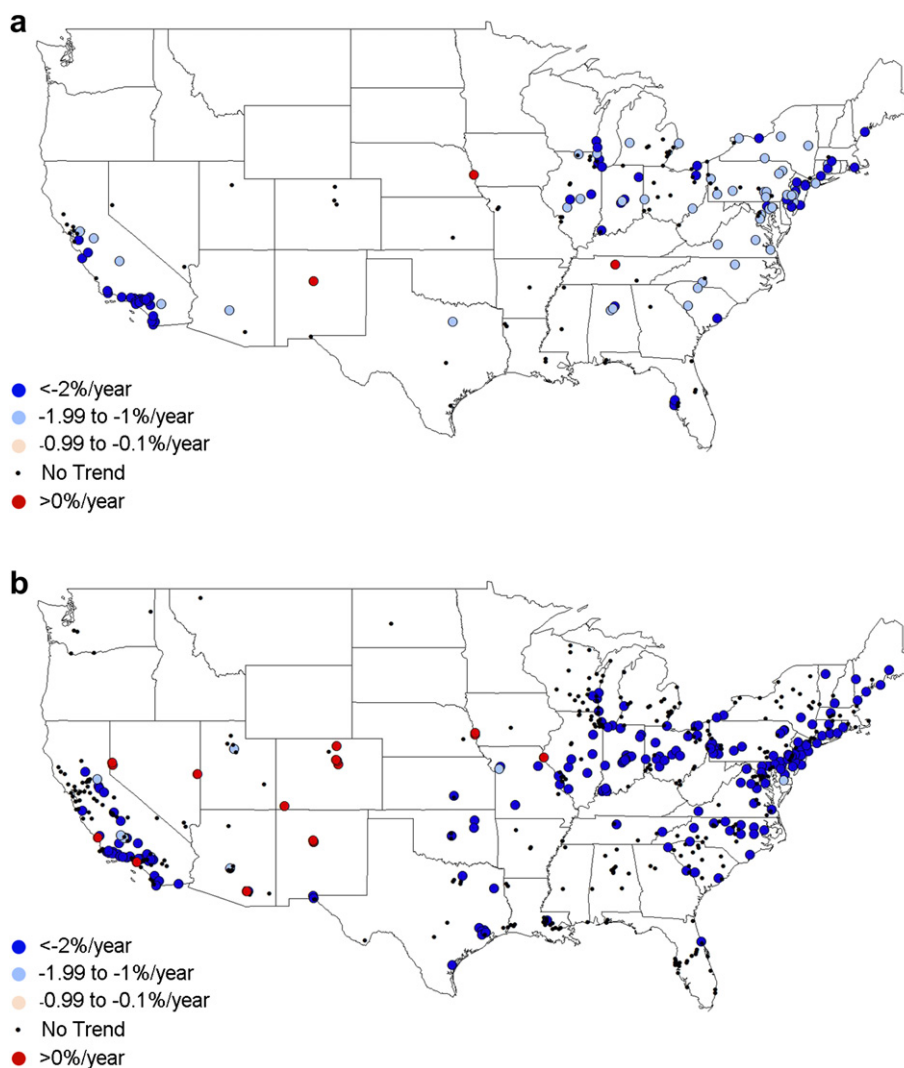 a
<-2%/year
-1.99 to -1%/year
-0.99 to -0.1%/year
No Trend
>0%/year
b
<-2%/year
-1.99 to -1%/year
-0.99 to -0.1%/year
No Trend
>0%/year